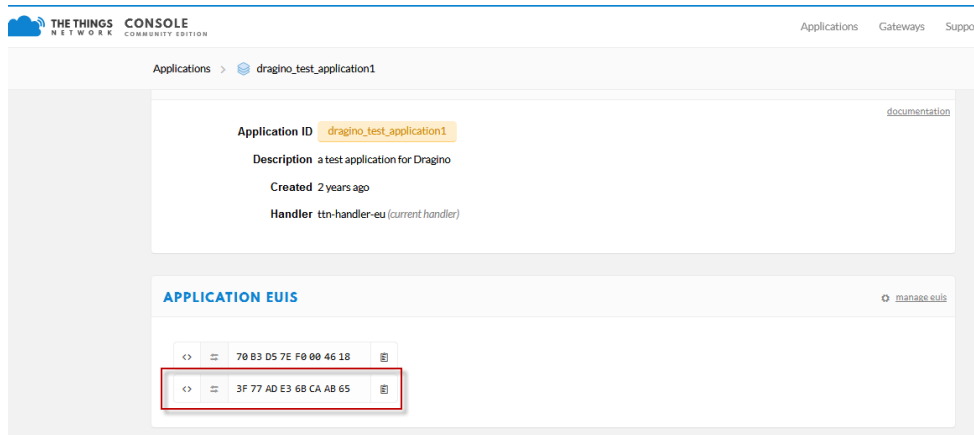 THE THINGS NETWORK CONSOLE COMMUNITY EDITION
Applications Gateways Suppo
Applications > dragino_test_application1
documentation
Application ID dragino_test_application1
Description a test application for Dragino
Created 2 years ago
Handler ttn-handler-eu (current handler)
APPLICATION EUIS
manage euis
<> 70 B3 D5 7E F0 00 46 18
<> 3F 77 AD E3 6B CA AB 65